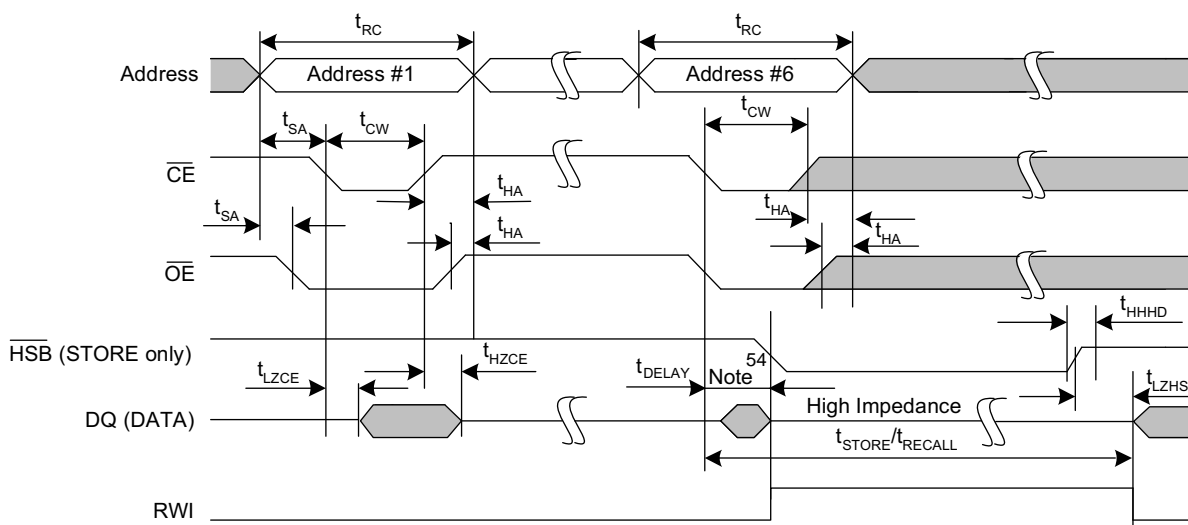 tRC
tRC
Address
Address #1
Address #6
tSA
tCW
tCW
CE
tHA
tHA
tSA
tHA
tHA
OE
tHHHD
HSB (STORE only)
tHZCE
tLZCE
tDELAY
Note 54
tLZHS
DQ (DATA)
High Impedance
tSTORE/tRECALL
RWI